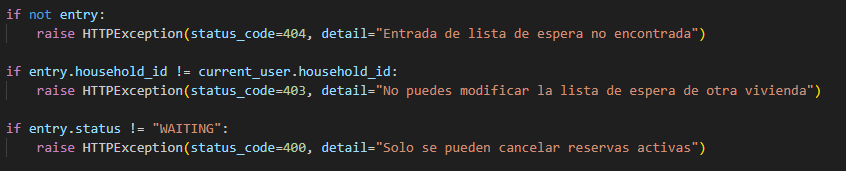 if not entry:
    raise HTTPException(status_code=404, detail="Entrada de lista de espera no encontrada")
if entry.household_id != current_user.household_id:
    raise HTTPException(status_code=403, detail="No puedes modificar la lista de espera de otra vivienda")
if entry.status != "WAITING":
    raise HTTPException(status_code=400, detail="Solo se pueden cancelar reservas activas")